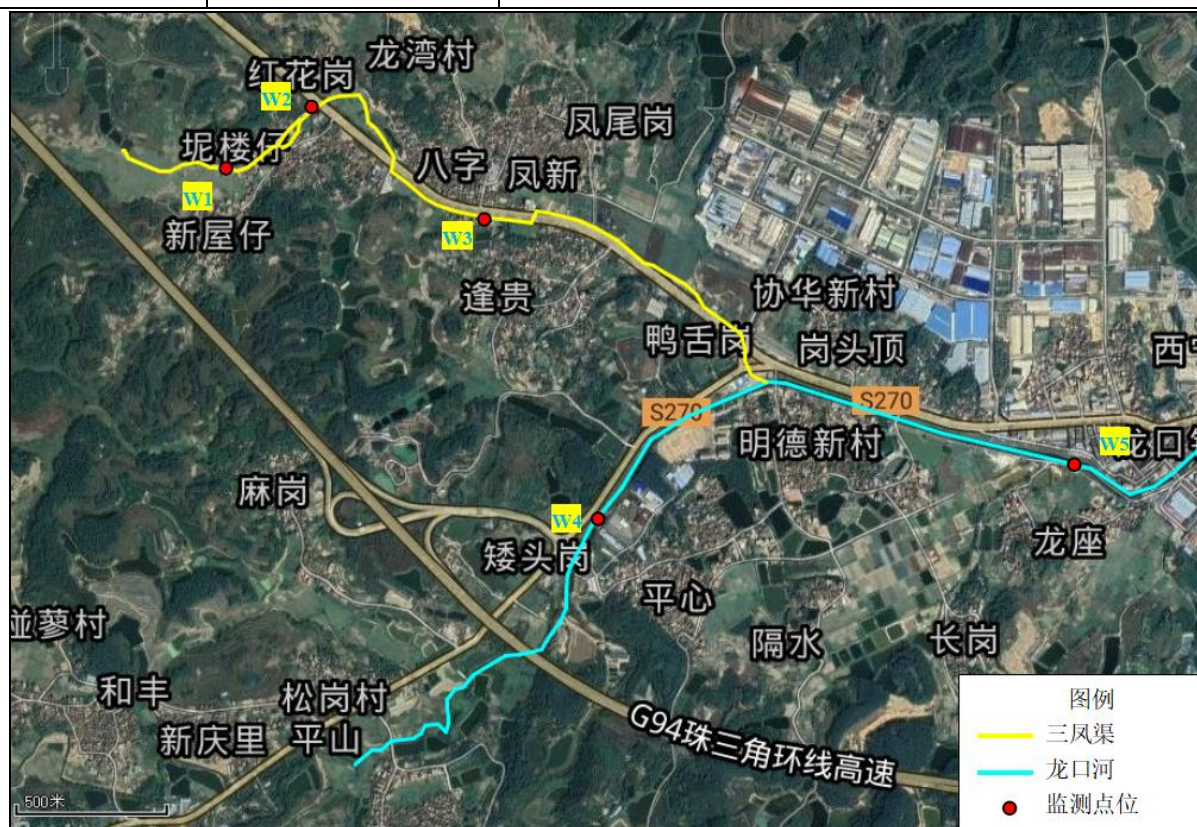 龙湾村
红花岗
W2
凤尾岗
坭楼仔
八字
凤新
W1
新屋仔
W3
逢贵
协华新村
鸭舌岗
岗头顶
S270
S270
明德新村
W5
龙口
麻岗
W4
矮头岗
龙座
平心
隔水
长岗
蓼村
和丰
松岗村
新庆里
平山
G94珠三角环线高速
500米
图例
三凤渠
龙口河
监测点位